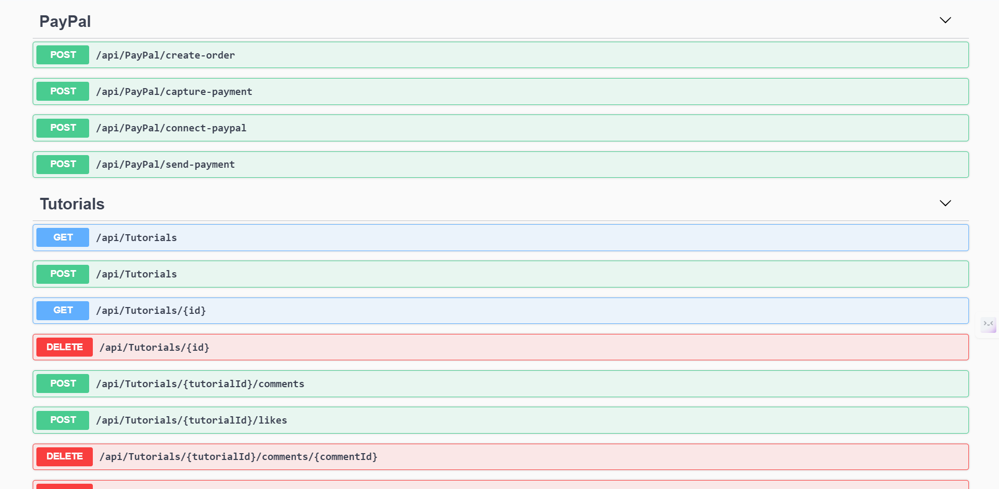 PayPal
POST /api/PayPal/create-order
POST /api/PayPal/capture-payment
POST /api/PayPal/connect-paypal
POST /api/PayPal/send-payment
Tutorials
GET /api/Tutorials
POST /api/Tutorials
GET /api/Tutorials/{id}
DELETE /api/Tutorials/{id}
POST /api/Tutorials/{tutorialId}/comments
POST /api/Tutorials/{tutorialId}/likes
DELETE /api/Tutorials/{tutorialId}/comments/{commentId}